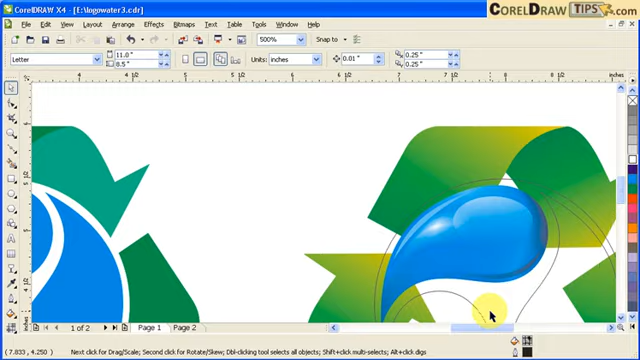 CorelDRAW X4 - [E:\logowater3.cdr]
CORELDRAW TIPS.com
File Edit View Layout Arrange Effects Bitmaps Text Table Tools Window Help
500% Snap to
Letter 11.0 " 8.5 " Units: inches 0.01 " 0.25 " 0.25 "
inches
1 of 2 Page 1 Page 2
(7.833, 4.250) Next click for Drag/Scale; Second click for Rotate/Skew; Dbl-clicking tool selects all objects; Shift+click multi-selects; Alt+click digs